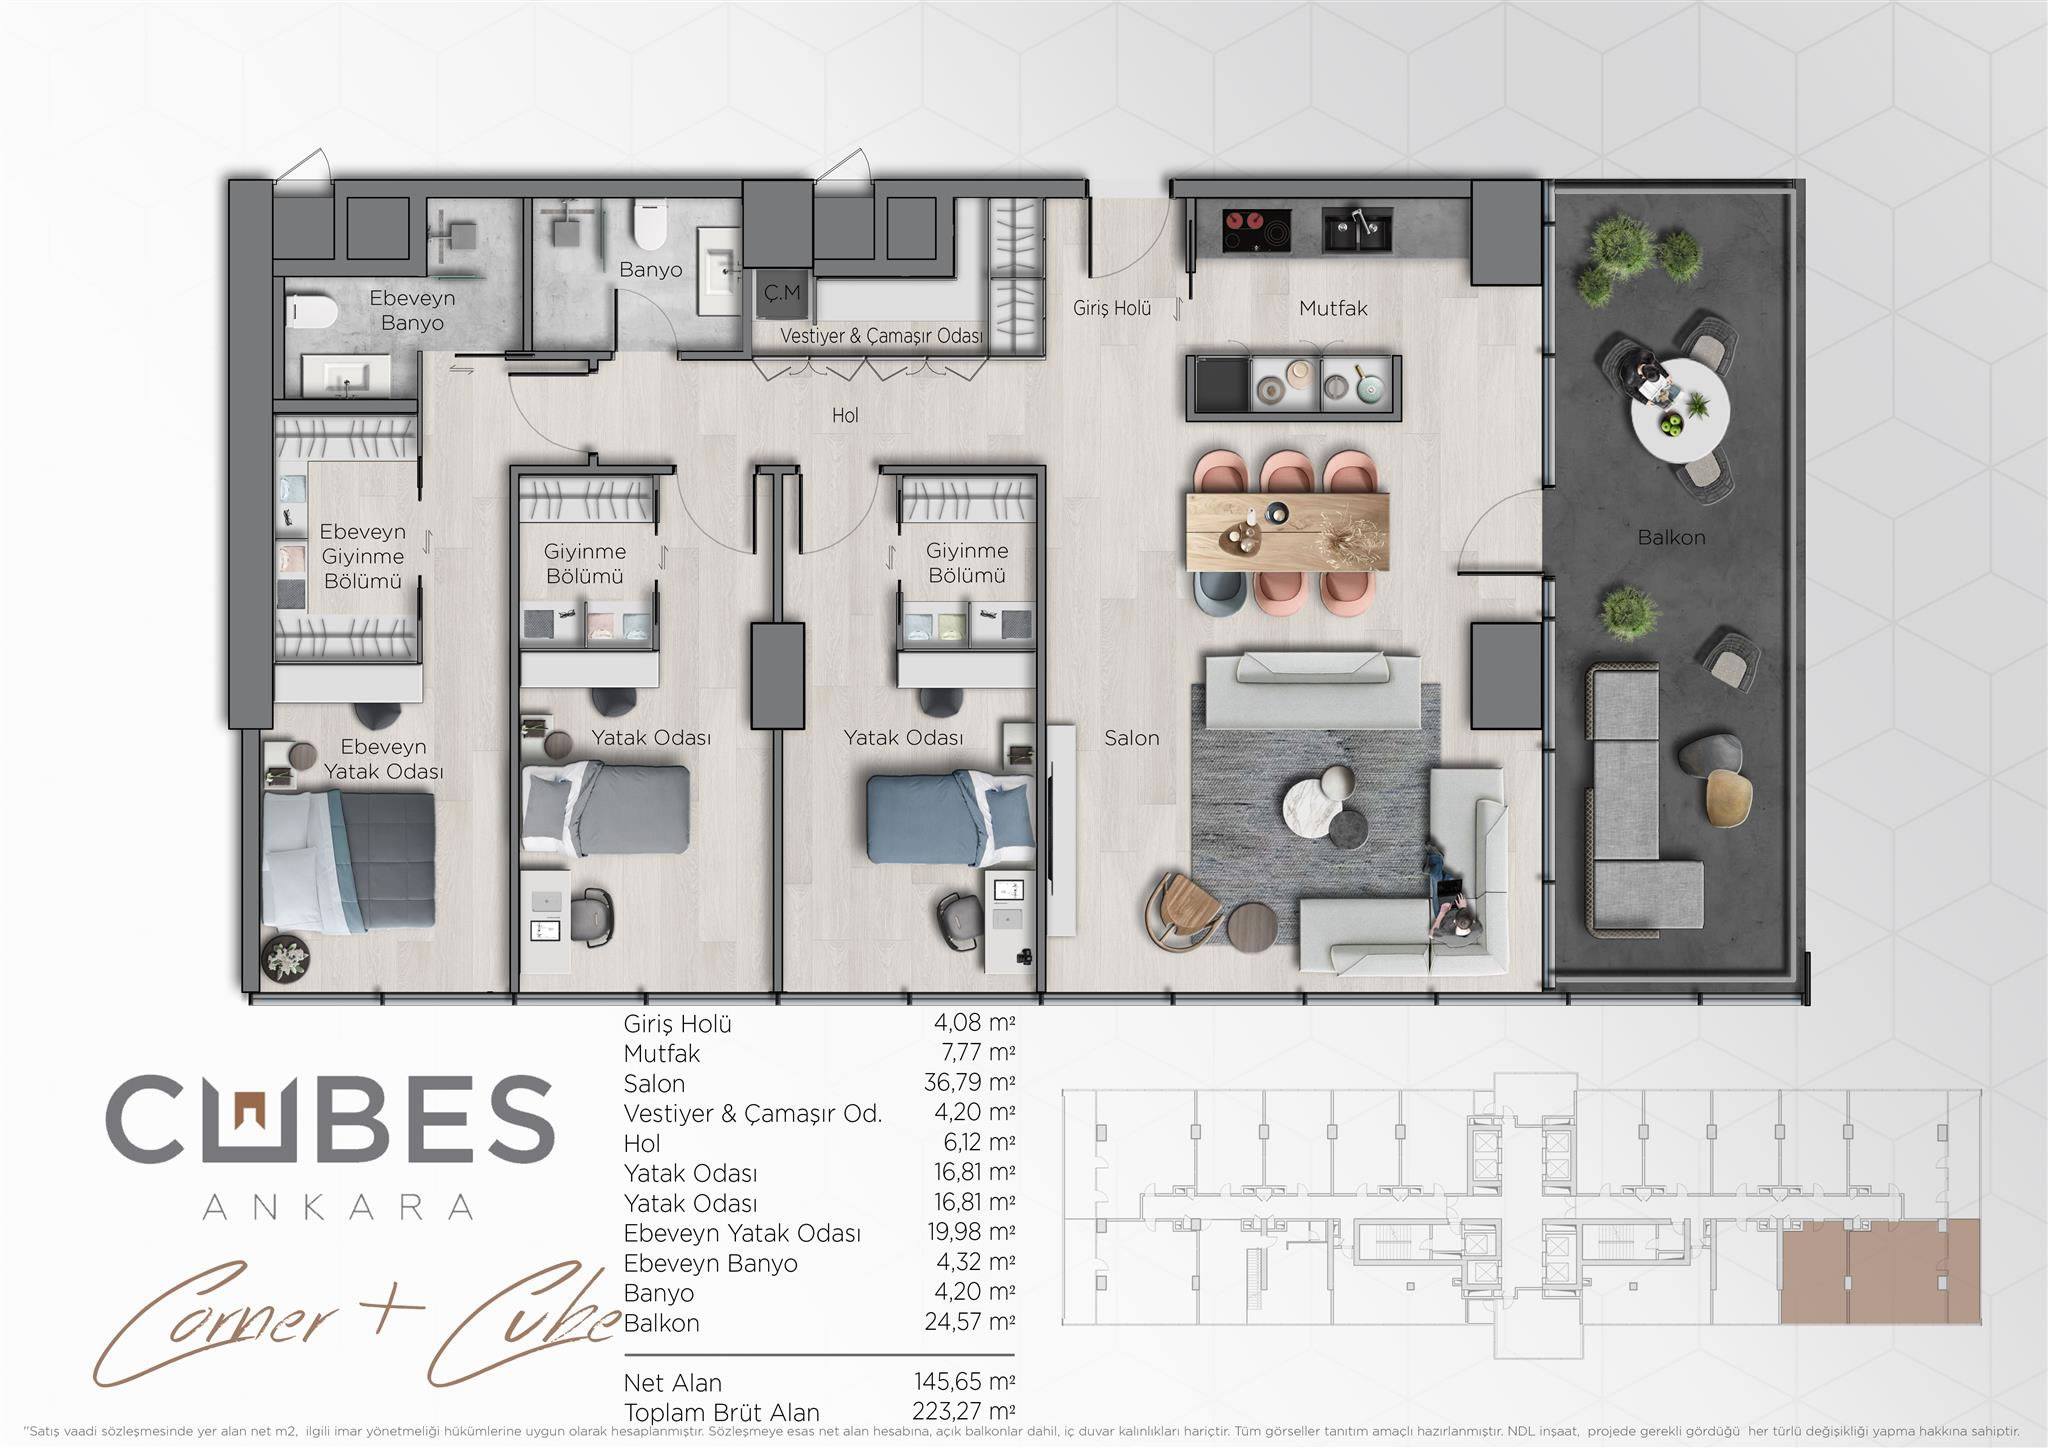 Ebeveyn
Banyo
Banyo
Ç.M
Vestiyer & Çamaşır Odası
Giriş Holü
Mutfak
Hol
Ebeveyn
Giyinme
Bölümü
Giyinme
Bölümü
Giyinme
Bölümü
Balkon
Ebeveyn
Yatak Odası
Yatak Odası
Yatak Odası
Salon
CUBES
ANKARA
Corner + Cube
Giriş Holü 4,08 m²
Mutfak 7,77 m²
Salon 36,79 m²
Vestiyer & Çamaşır Od. 4,20 m²
Hol 6,12 m²
Yatak Odası 16,81 m²
Yatak Odası 16,81 m²
Ebeveyn Yatak Odası 19,98 m²
Ebeveyn Banyo 4,32 m²
Banyo 4,20 m²
Balkon 24,57 m²
Net Alan 145,65 m²
Toplam Brüt Alan 223,27 m²
"Satış vaadi sözleşmesinde yer alan net m2, ilgili imar yönetmeliği hükümlerine uygun olarak hesaplanmıştır. Sözleşmeye esas net alan hesabına, açık balkonlar dahil, iç duvar kalınlıkları hariçtir. Tüm görseller tanıtım amaçlı hazırlanmıştır. NDL inşaat, projede gerekli gördüğü her türlü değişikliği yapma hakkına sahiptir.